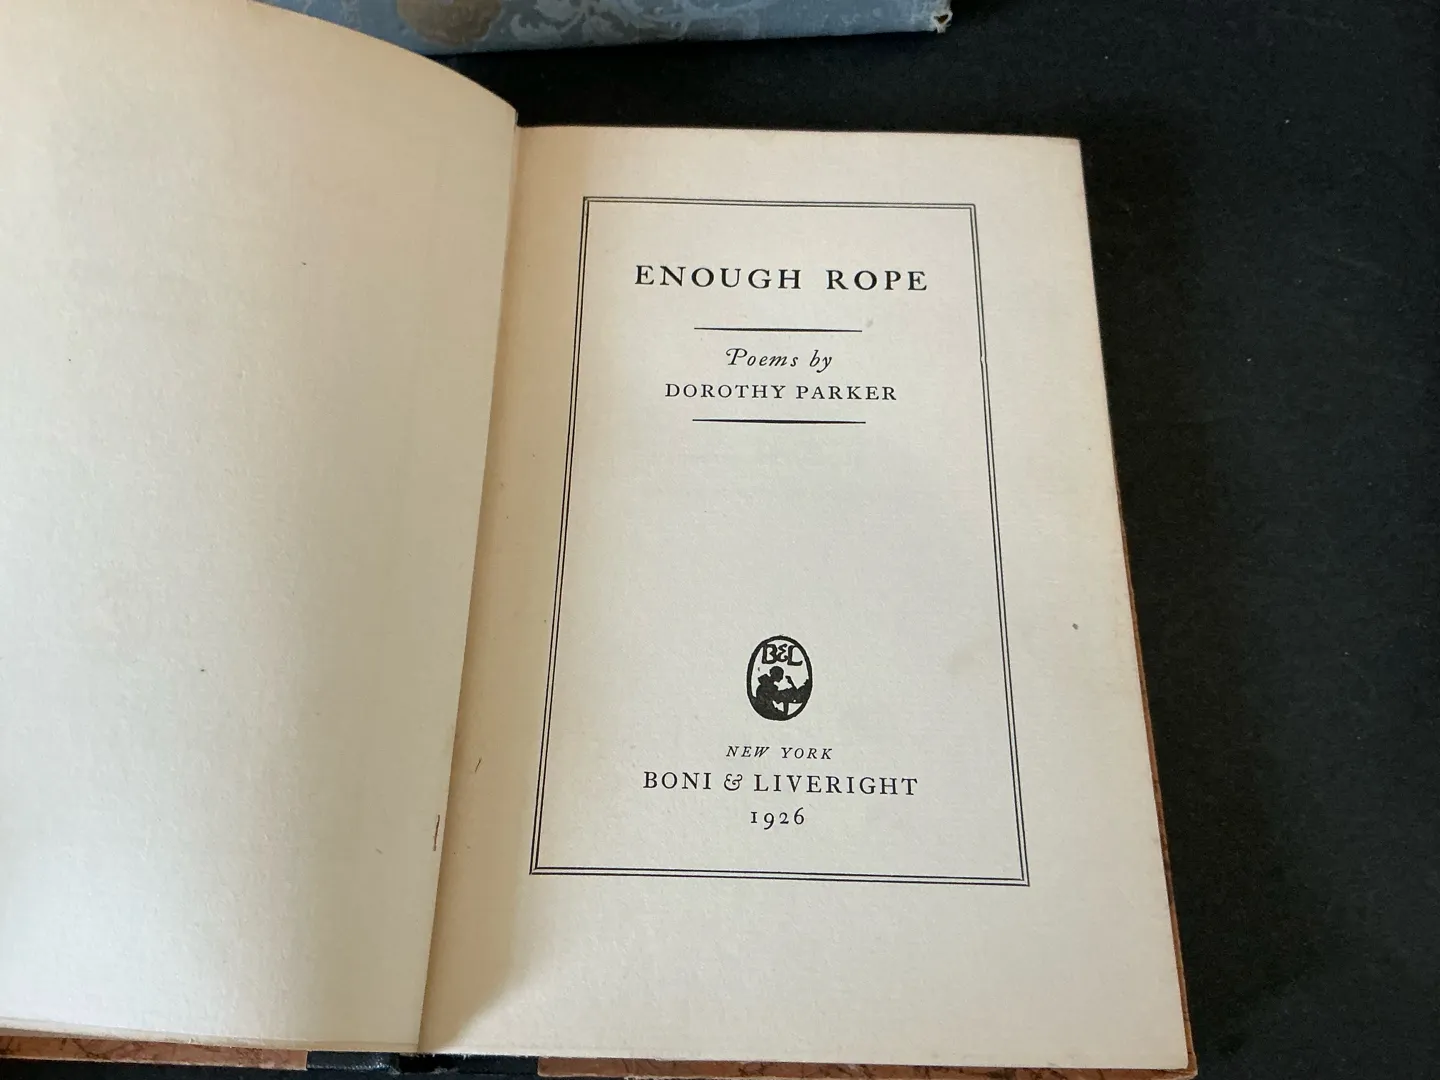 ENOUGH ROPE
Poems by
DOROTHY PARKER
B&L
NEW YORK
BONI & LIVERIGHT
1926